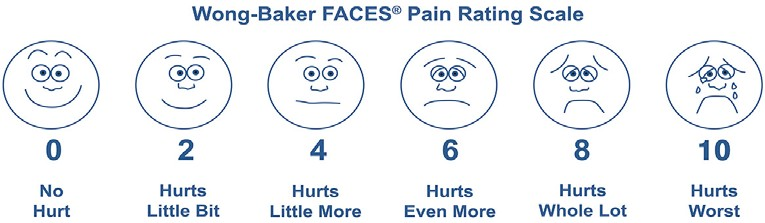 Wong-Baker FACES® Pain Rating Scale
0 2 4 6 8 10
No Hurts Hurts Hurts Hurts Hurts
Hurt Little Bit Little More Even More Whole Lot Worst